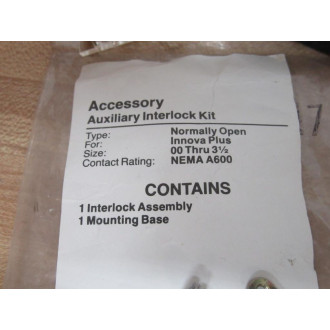 Accessory
Auxiliary Interlock Kit
Type: Normally Open
For: Innova Plus
Size: 00 Thru 3½
Contact Rating: NEMA A600
CONTAINS
1 Interlock Assembly
1 Mounting Base